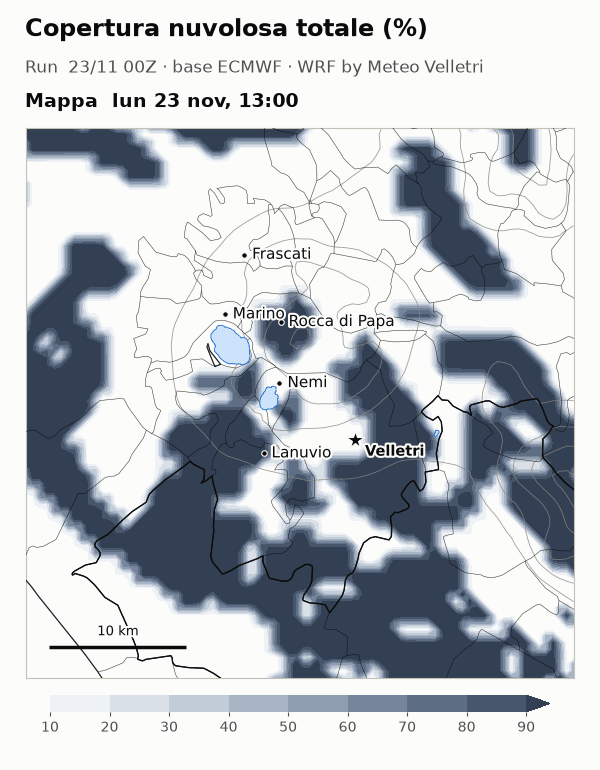 Copertura nuvolosa totale (%)
Run  23/11 00Z · base ECMWF · WRF by Meteo Velletri
Mappa  lun 23 nov, 13:00
Frascati
Marino
Rocca di Papa
Nemi
Velletri
Lanuvio
10 km
10 20 30 40 50 60 70 80 90